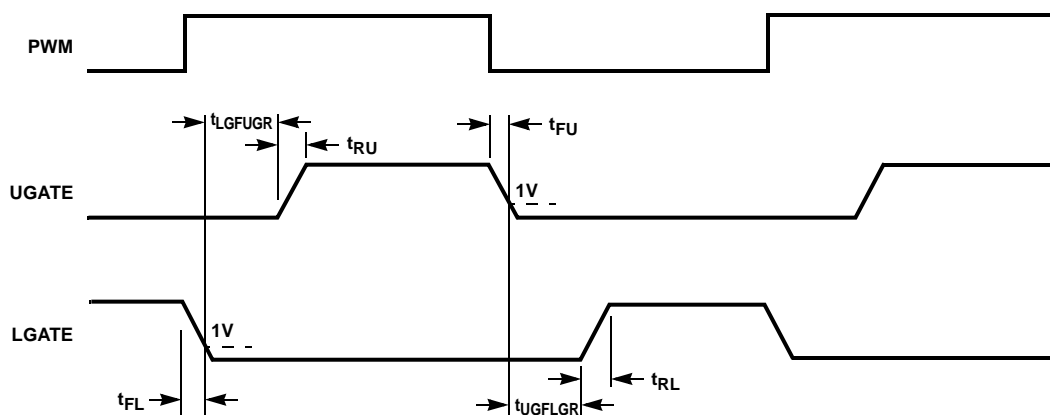 PWM
tLGFUGR
tRU
tFU
UGATE
1V
LGATE
1V
tFL
tRL
tUGFLGR